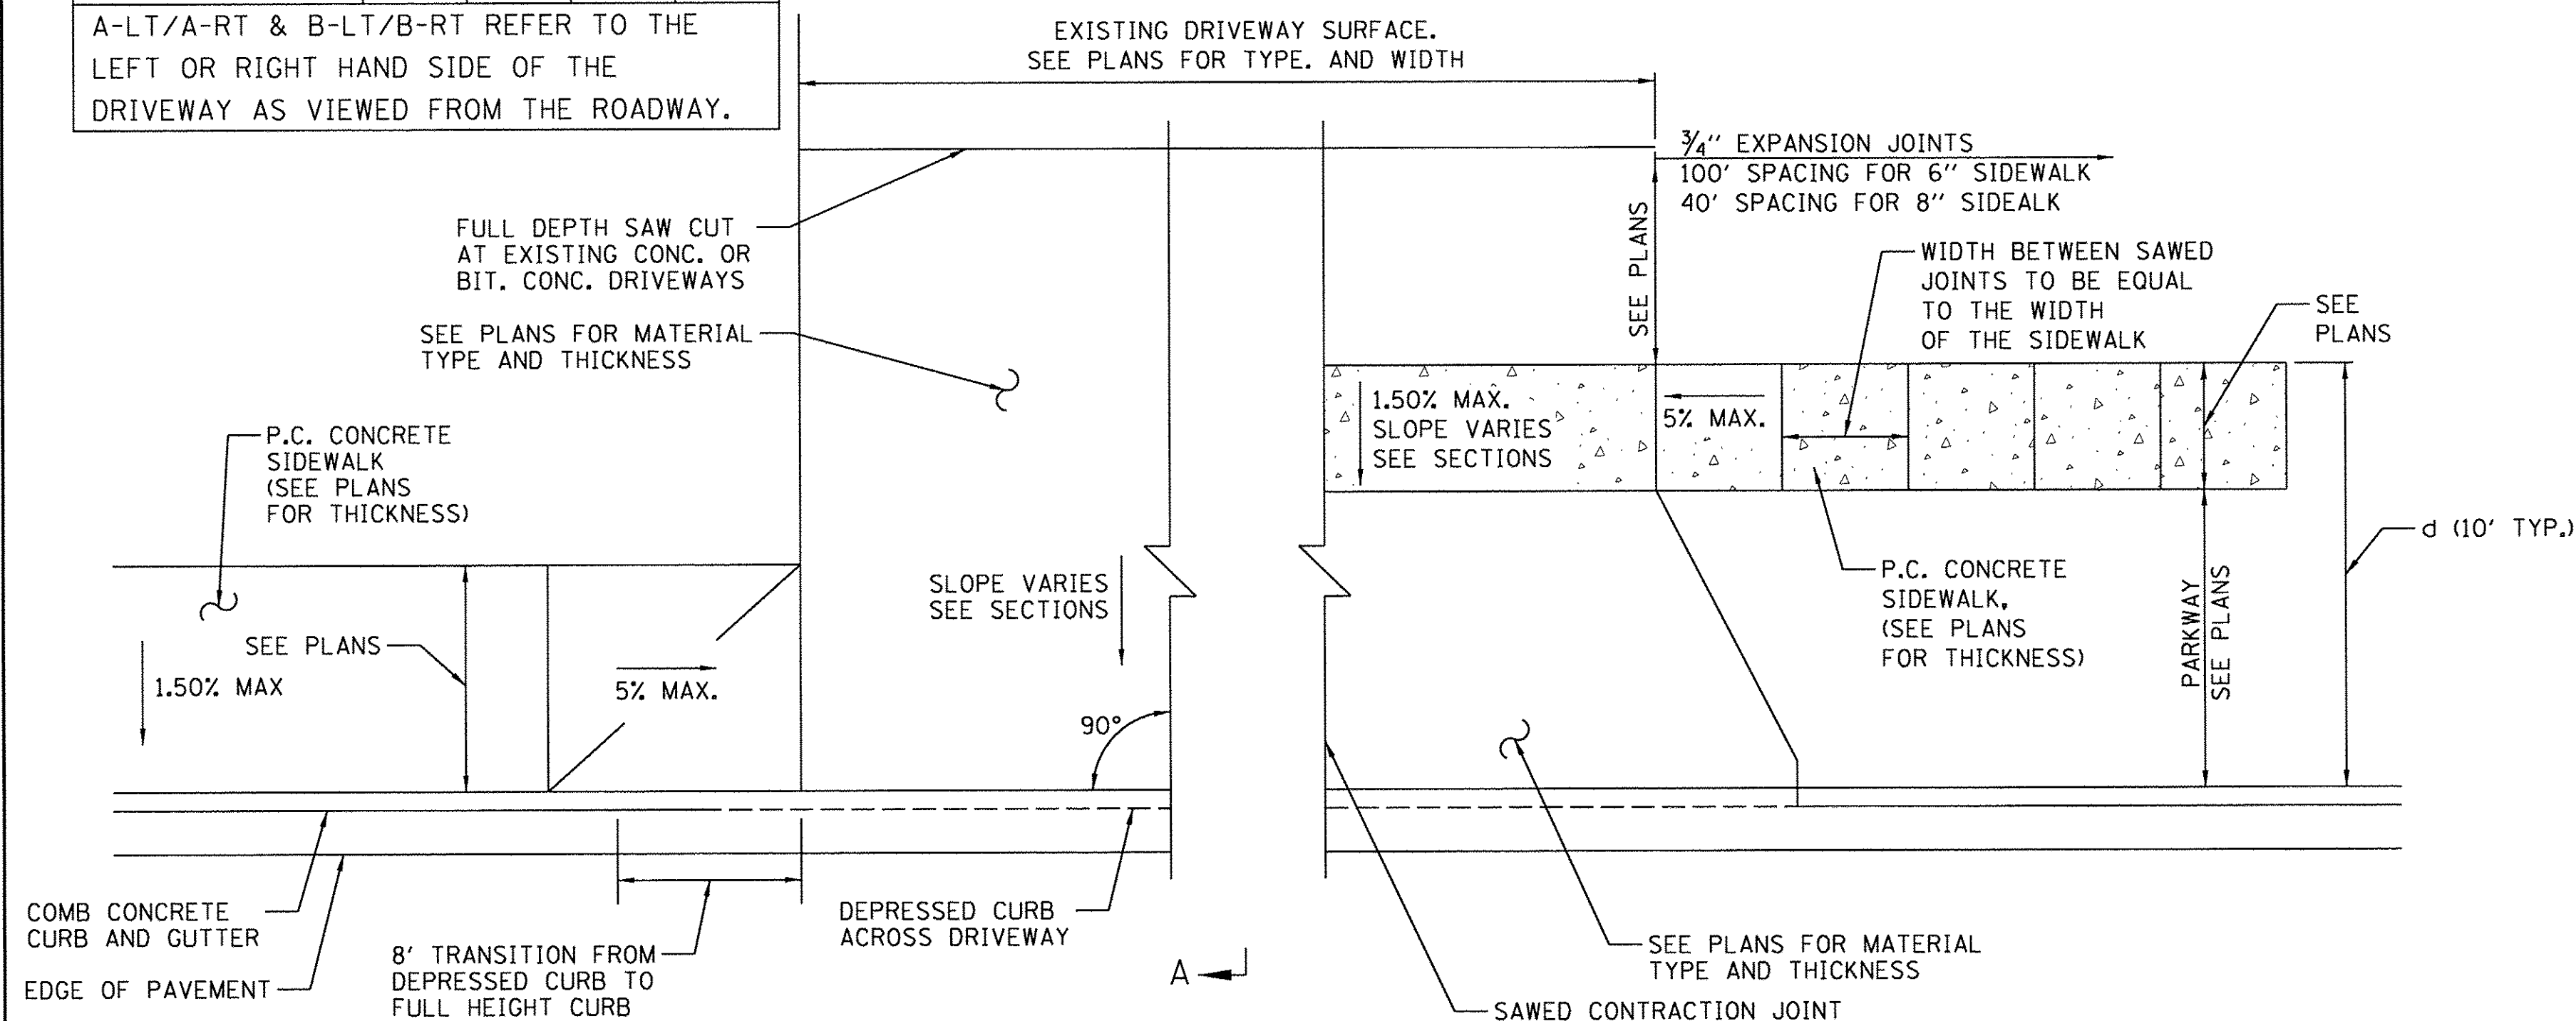 A-LT/A-RT & B-LT/B-RT REFER TO THE
LEFT OR RIGHT HAND SIDE OF THE
DRIVEWAY AS VIEWED FROM THE ROADWAY.
EXISTING DRIVEWAY SURFACE.
SEE PLANS FOR TYPE. AND WIDTH
3/4'' EXPANSION JOINTS
100' SPACING FOR 6'' SIDEWALK
40' SPACING FOR 8'' SIDEALK
FULL DEPTH SAW CUT
AT EXISTING CONC. OR
BIT. CONC. DRIVEWAYS
SEE PLANS
WIDTH BETWEEN SAWED
JOINTS TO BE EQUAL
TO THE WIDTH
OF THE SIDEWALK
SEE
PLANS
SEE PLANS FOR MATERIAL
TYPE AND THICKNESS
1.50% MAX.
SLOPE VARIES
SEE SECTIONS
5% MAX.
P.C. CONCRETE
SIDEWALK
(SEE PLANS
FOR THICKNESS)
d (10' TYP.)
SLOPE VARIES
SEE SECTIONS
P.C. CONCRETE
SIDEWALK,
(SEE PLANS
FOR THICKNESS)
PARKWAY
SEE PLANS
SEE PLANS
1.50% MAX
5% MAX.
90°
COMB CONCRETE
CURB AND GUTTER
EDGE OF PAVEMENT
8' TRANSITION FROM
DEPRESSED CURB TO
FULL HEIGHT CURB
DEPRESSED CURB
ACROSS DRIVEWAY
A
SEE PLANS FOR MATERIAL
TYPE AND THICKNESS
SAWED CONTRACTION JOINT